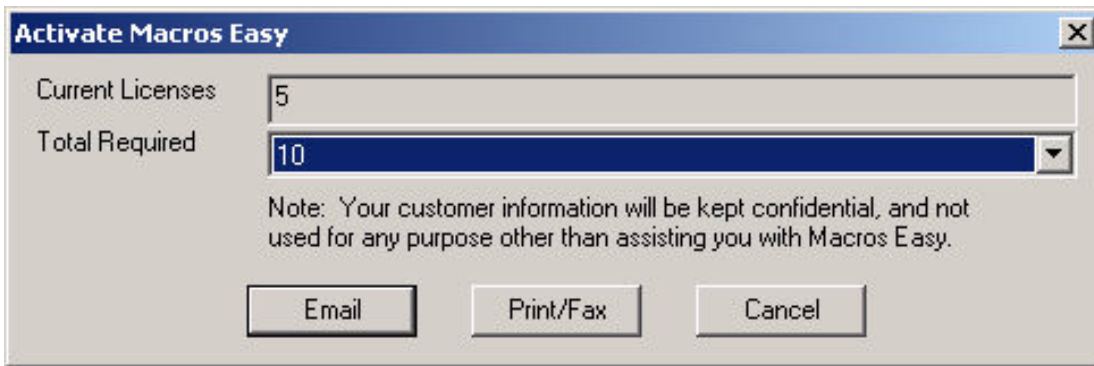 Activate Macros Easy
Current Licenses 5
Total Required 10
Note:  Your customer information will be kept confidential, and not
used for any purpose other than assisting you with Macros Easy.
Email Print/Fax Cancel